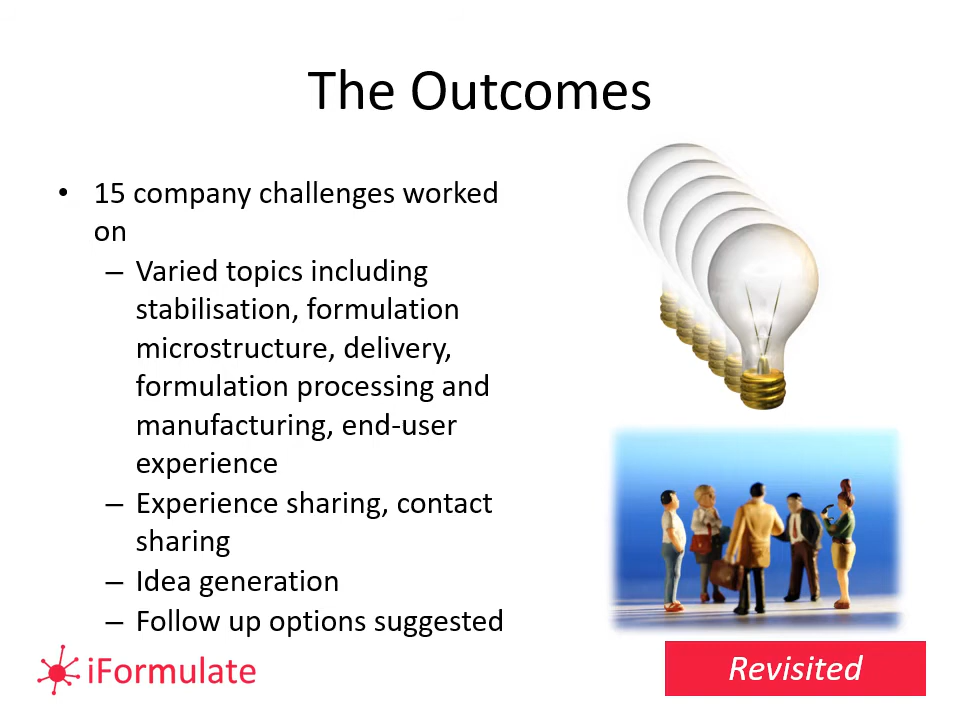 The Outcomes
• 15 company challenges worked
on
– Varied topics including
stabilisation, formulation
microstructure, delivery,
formulation processing and
manufacturing, end-user
experience
– Experience sharing, contact
sharing
– Idea generation
– Follow up options suggested
iFormulate
Revisited